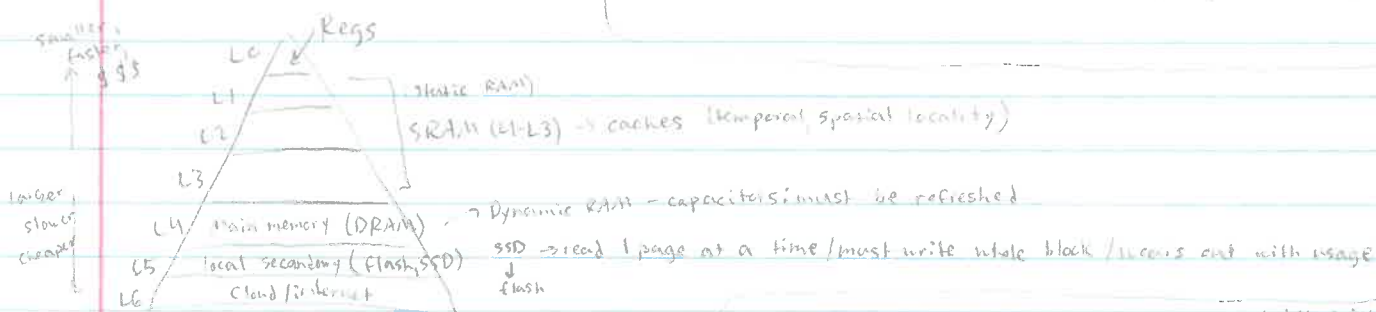 Regs
smaller,
faster,
$$$
L0
L1
static RAM
SRAM (L1-L3) → caches (temporal, spatial locality)
L2
L3
larger,
slower
cheaper
L4 main memory (DRAM) → Dynamic RAM - capacitors; must be refreshed
L5 local secondary (flash, SSD) SSD → read 1 page at a time / must write whole block / wears out with usage
↓
flash
L6 Cloud/internet